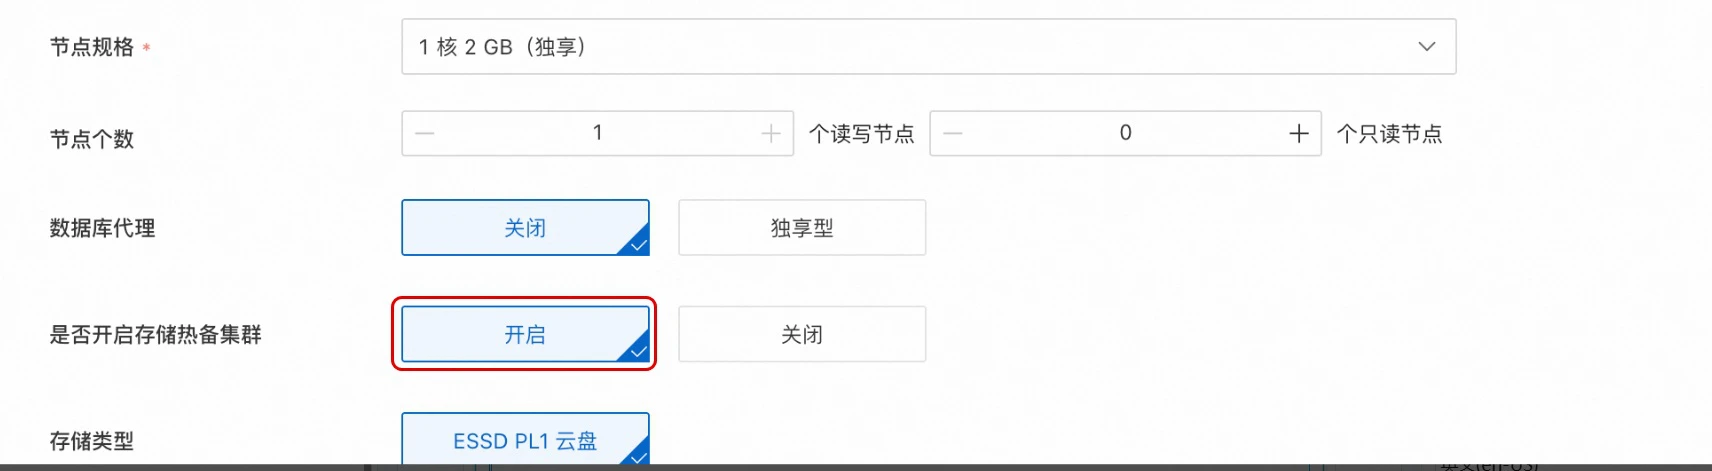 节点规格 *
1 核 2 GB（独享）
节点个数
1 个读写节点 0 个只读节点
数据库代理
关闭 独享型
是否开启存储热备集群
开启 关闭
存储类型
ESSD PL1 云盘